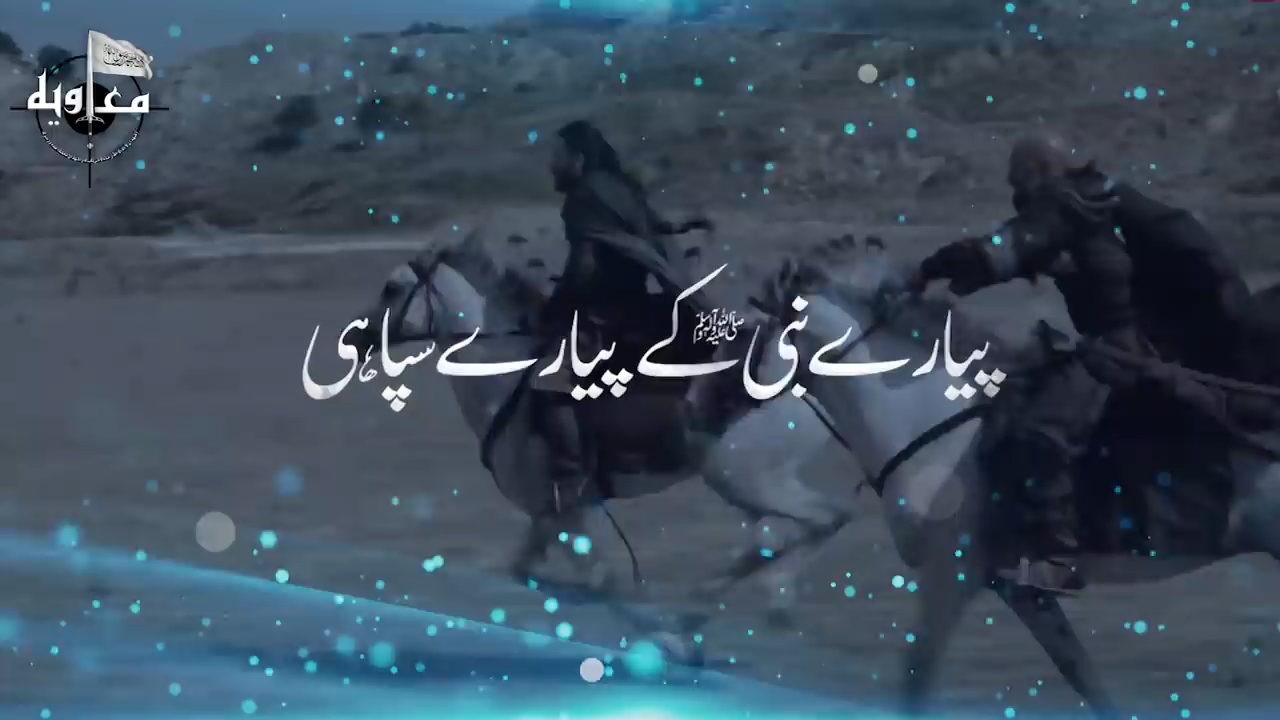 معاویہ
پیارے نبی ﷺ کے پیارے سپاہی